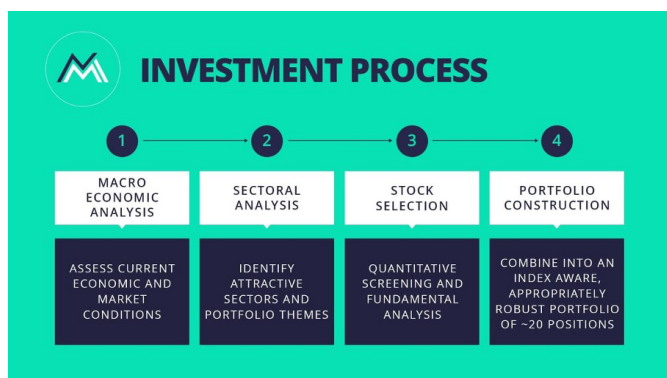 INVESTMENT PROCESS
1
2
3
4
MACRO
ECONOMIC
ANALYSIS
SECTORAL
ANALYSIS
STOCK
SELECTION
PORTFOLIO
CONSTRUCTION
ASSESS CURRENT
ECONOMIC AND
MARKET
CONDITIONS
IDENTIFY
ATTRACTIVE
SECTORS AND
PORTFOLIO THEMES
QUANTITATIVE
SCREENING AND
FUNDAMENTAL
ANALYSIS
COMBINE INTO AN
INDEX AWARE,
APPROPRIATELY
ROBUST PORTFOLIO
OF ~20 POSITIONS